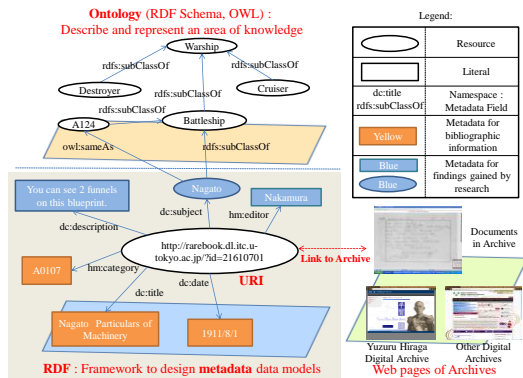 Ontology (RDF Schema, OWL) :
Describe and represent an area of knowledge
Warship
rdfs:subClassOf
rdfs:subClassOf
Destroyer
rdfs:subClassOf
Cruiser
rdfs:subClassOf
A124
Battleship
owl:sameAs
rdfs:subClassOf
You can see 2 funnels
on this blueprint.
Nagato
Nakamura
dc:subject
hm:editor
dc:description
http://rarebook.dl.itc.u-
tokyo.ac.jp/?id=21610701
URI
Link to Archive
A0107
hm:category
dc:title
dc:date
Nagato Particulars of
Machinery
1911/8/1
RDF : Framework to design metadata data models
Legend:
Resource
Literal
dc:title
rdfs:subClassOf
Namespace :
Metadata Field
Yellow
Metadata for
bibliographic
information
Blue
Blue
Metadata for
findings gained by
research
Documents
in Archive
Yuzuru Hiraga
Digital Archive
Other Digital
Archives
Web pages of Archives